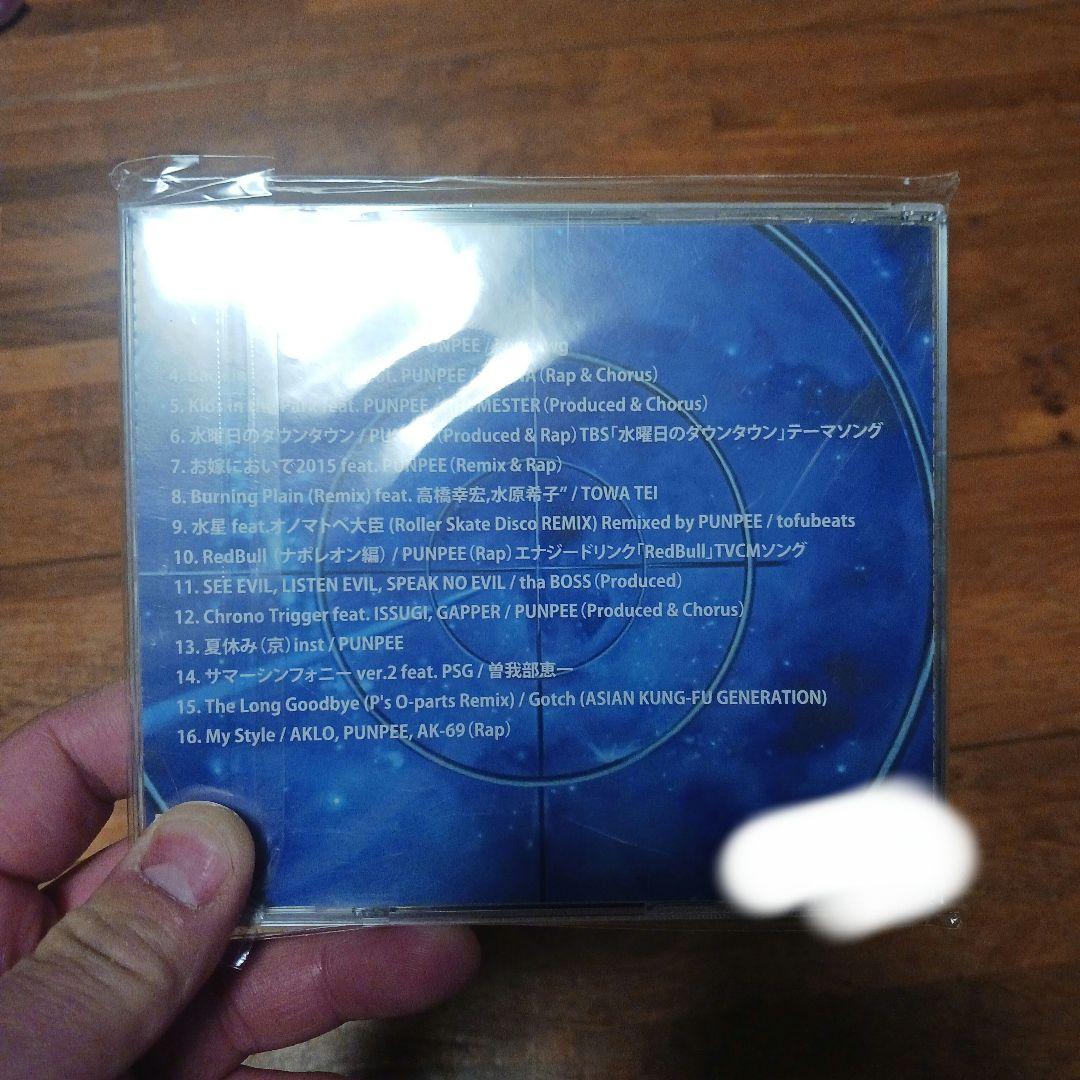 PUNPEE /
4. feat. PUNPEE / (Rap & Chorus)
5. Kids in the Park feat. PUNPEE / RHYMESTER (Produced & Chorus)
6. 水曜日のダウンタウン / PUNPEE (Produced & Rap) TBS「水曜日のダウンタウン」テーマソング
7. お嫁においで2015 feat. PUNPEE (Remix & Rap)
8. Burning Plain (Remix) feat. 高橋幸宏,水原希子” / TOWA TEI
9. 水星 feat.オノマトペ大臣 (Roller Skate Disco REMIX) Remixed by PUNPEE / tofubeats
10. RedBull（ナポレオン編）/ PUNPEE (Rap) エナジードリンク「RedBull」TVCMソング
11. SEE EVIL, LISTEN EVIL, SPEAK NO EVIL / tha BOSS (Produced)
12. Chrono Trigger feat. ISSUGI, GAPPER / PUNPEE (Produced & Chorus)
13. 夏休み（京）inst / PUNPEE
14. サマーシンフォニー ver.2 feat. PSG / 曽我部恵一
15. The Long Goodbye (P's O-parts Remix) / Gotch (ASIAN KUNG-FU GENERATION)
16. My Style / AKLO, PUNPEE, AK-69 (Rap)